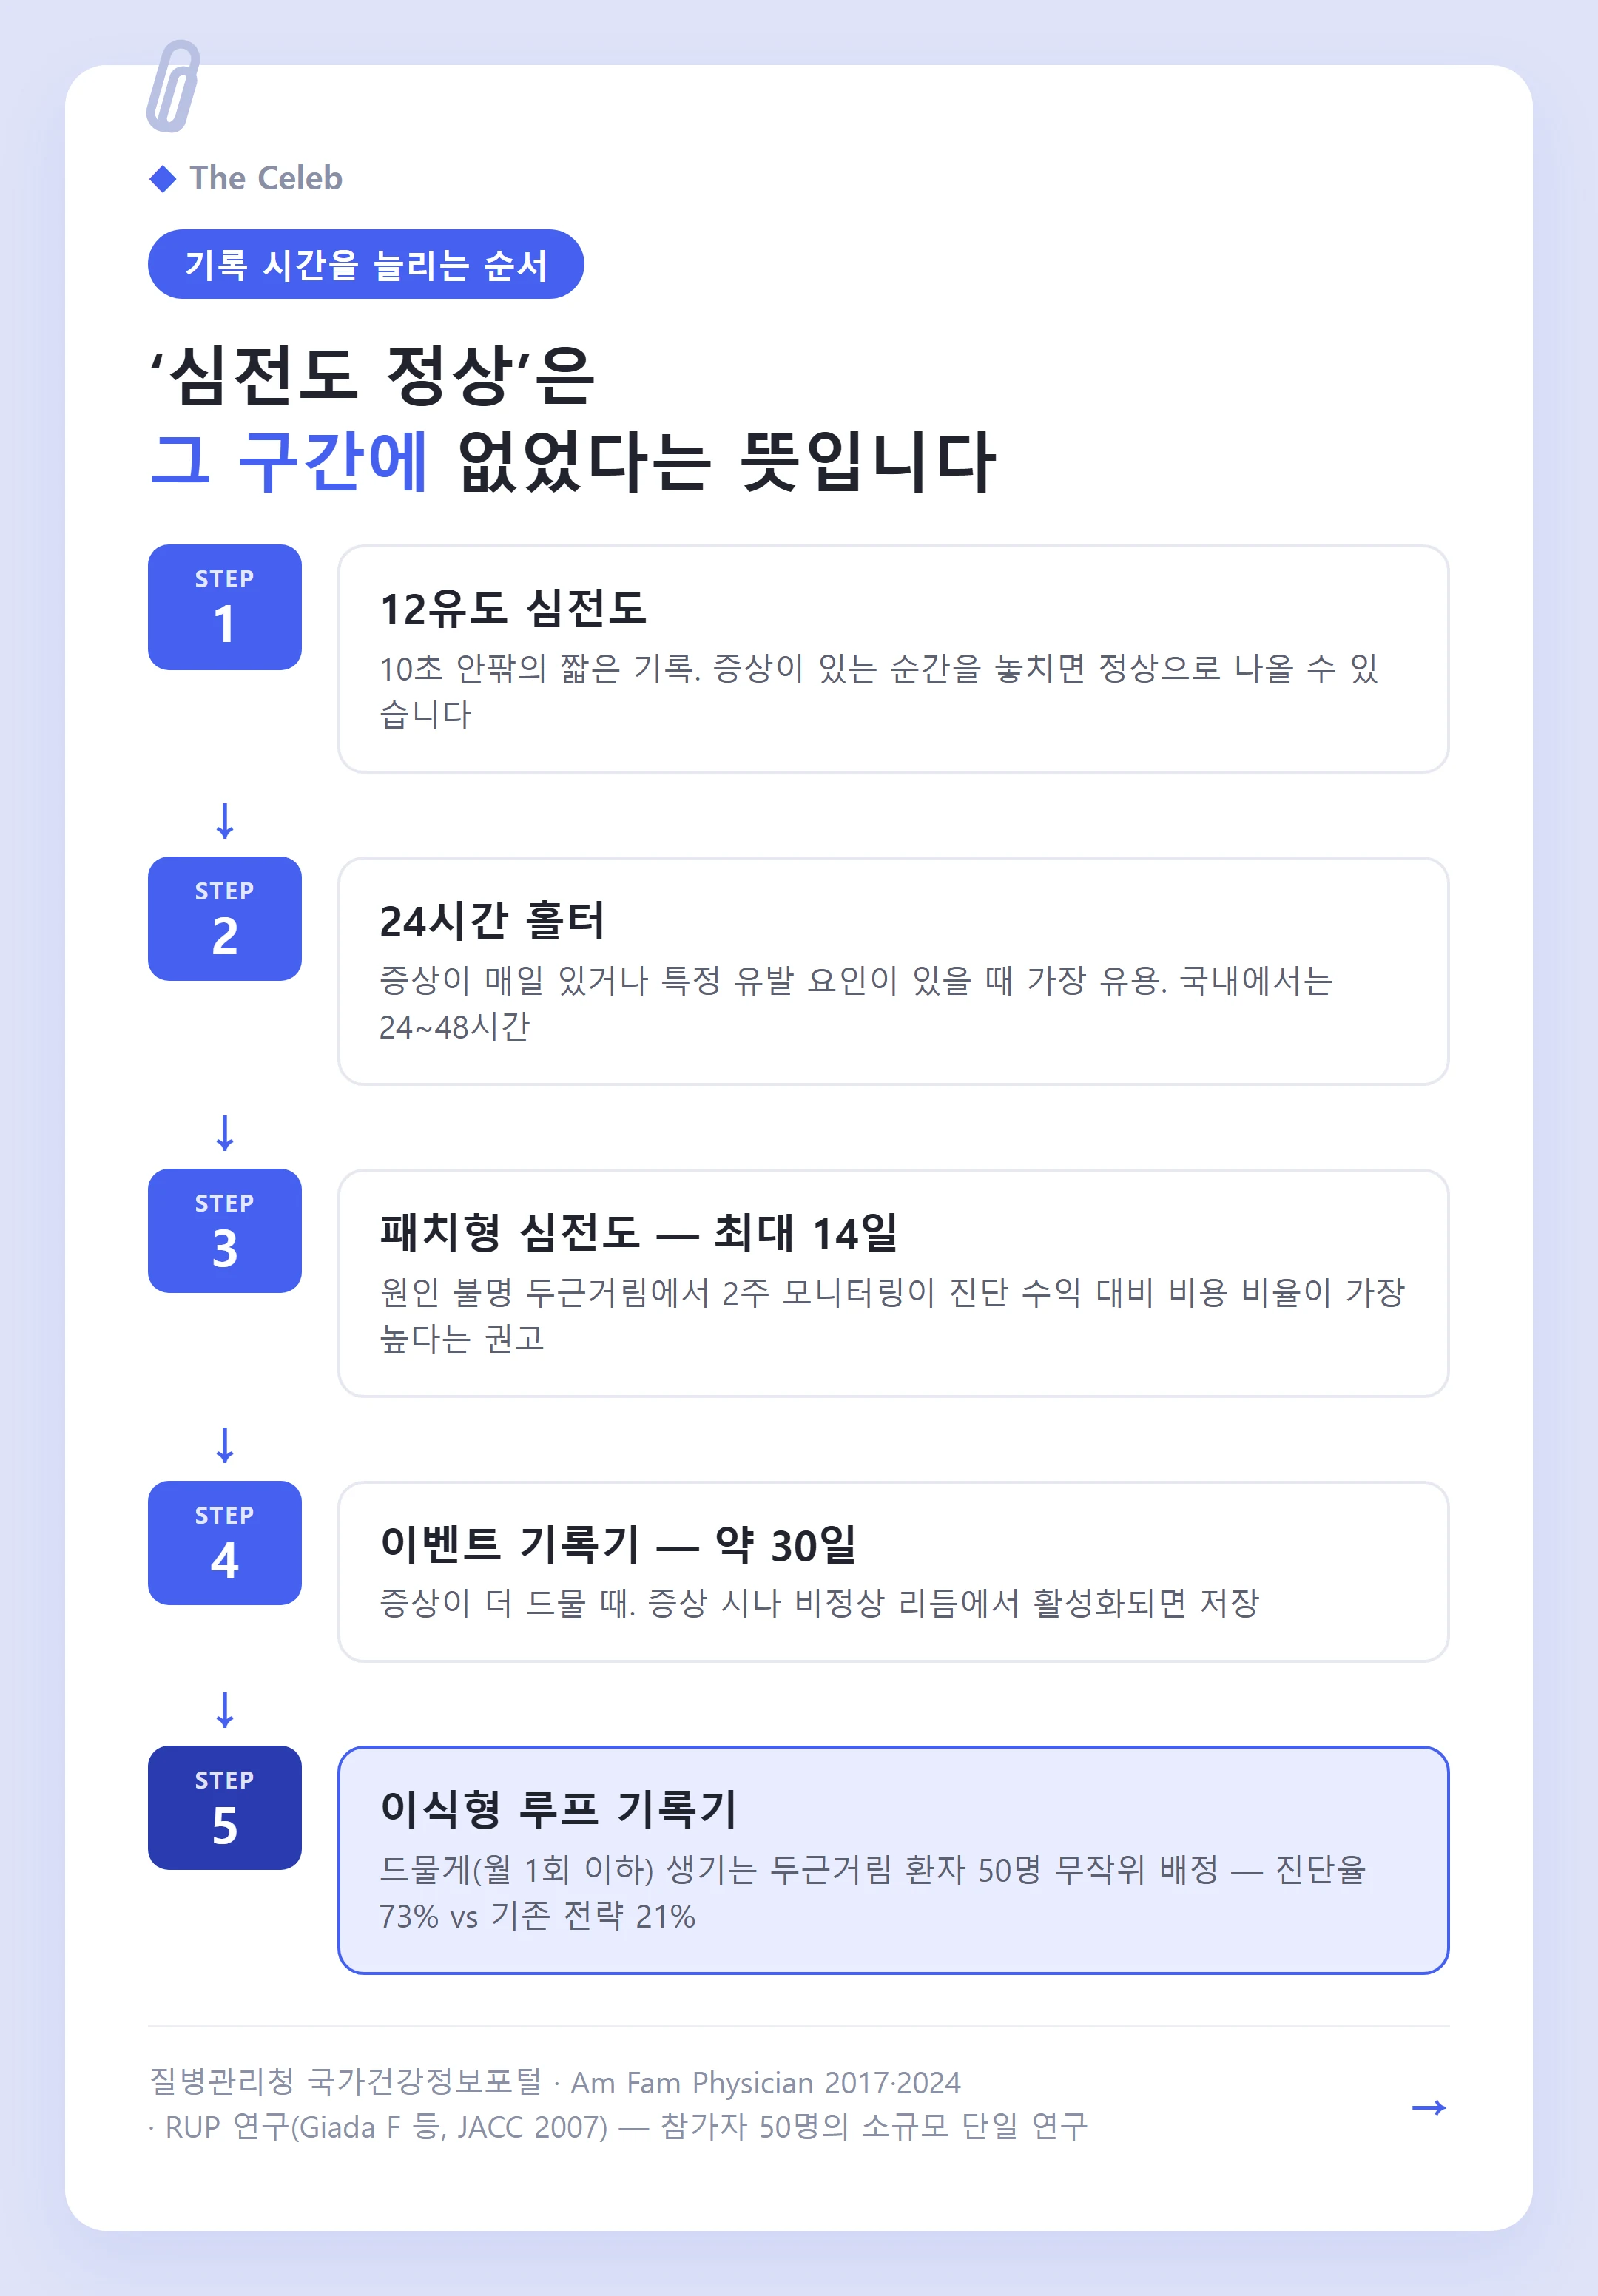 ◆ The Celeb
기록 시간을 늘리는 순서
‘심전도 정상’은
그 구간에 없었다는 뜻입니다
STEP
1
12유도 심전도
10초 안팎의 짧은 기록. 증상이 있는 순간을 놓치면 정상으로 나올 수 있
습니다
↓
STEP
2
24시간 홀터
증상이 매일 있거나 특정 유발 요인이 있을 때 가장 유용. 국내에서는
24~48시간
↓
STEP
3
패치형 심전도 — 최대 14일
원인 불명 두근거림에서 2주 모니터링이 진단 수익 대비 비용 비율이 가장
높다는 권고
↓
STEP
4
이벤트 기록기 — 약 30일
증상이 더 드물 때. 증상 시나 비정상 리듬에서 활성화되면 저장
↓
STEP
5
이식형 루프 기록기
드물게(월 1회 이하) 생기는 두근거림 환자 50명 무작위 배정 — 진단율
73% vs 기존 전략 21%
질병관리청 국가건강정보포털 · Am Fam Physician 2017·2024
· RUP 연구(Giada F 등, JACC 2007) — 참가자 50명의 소규모 단일 연구
→